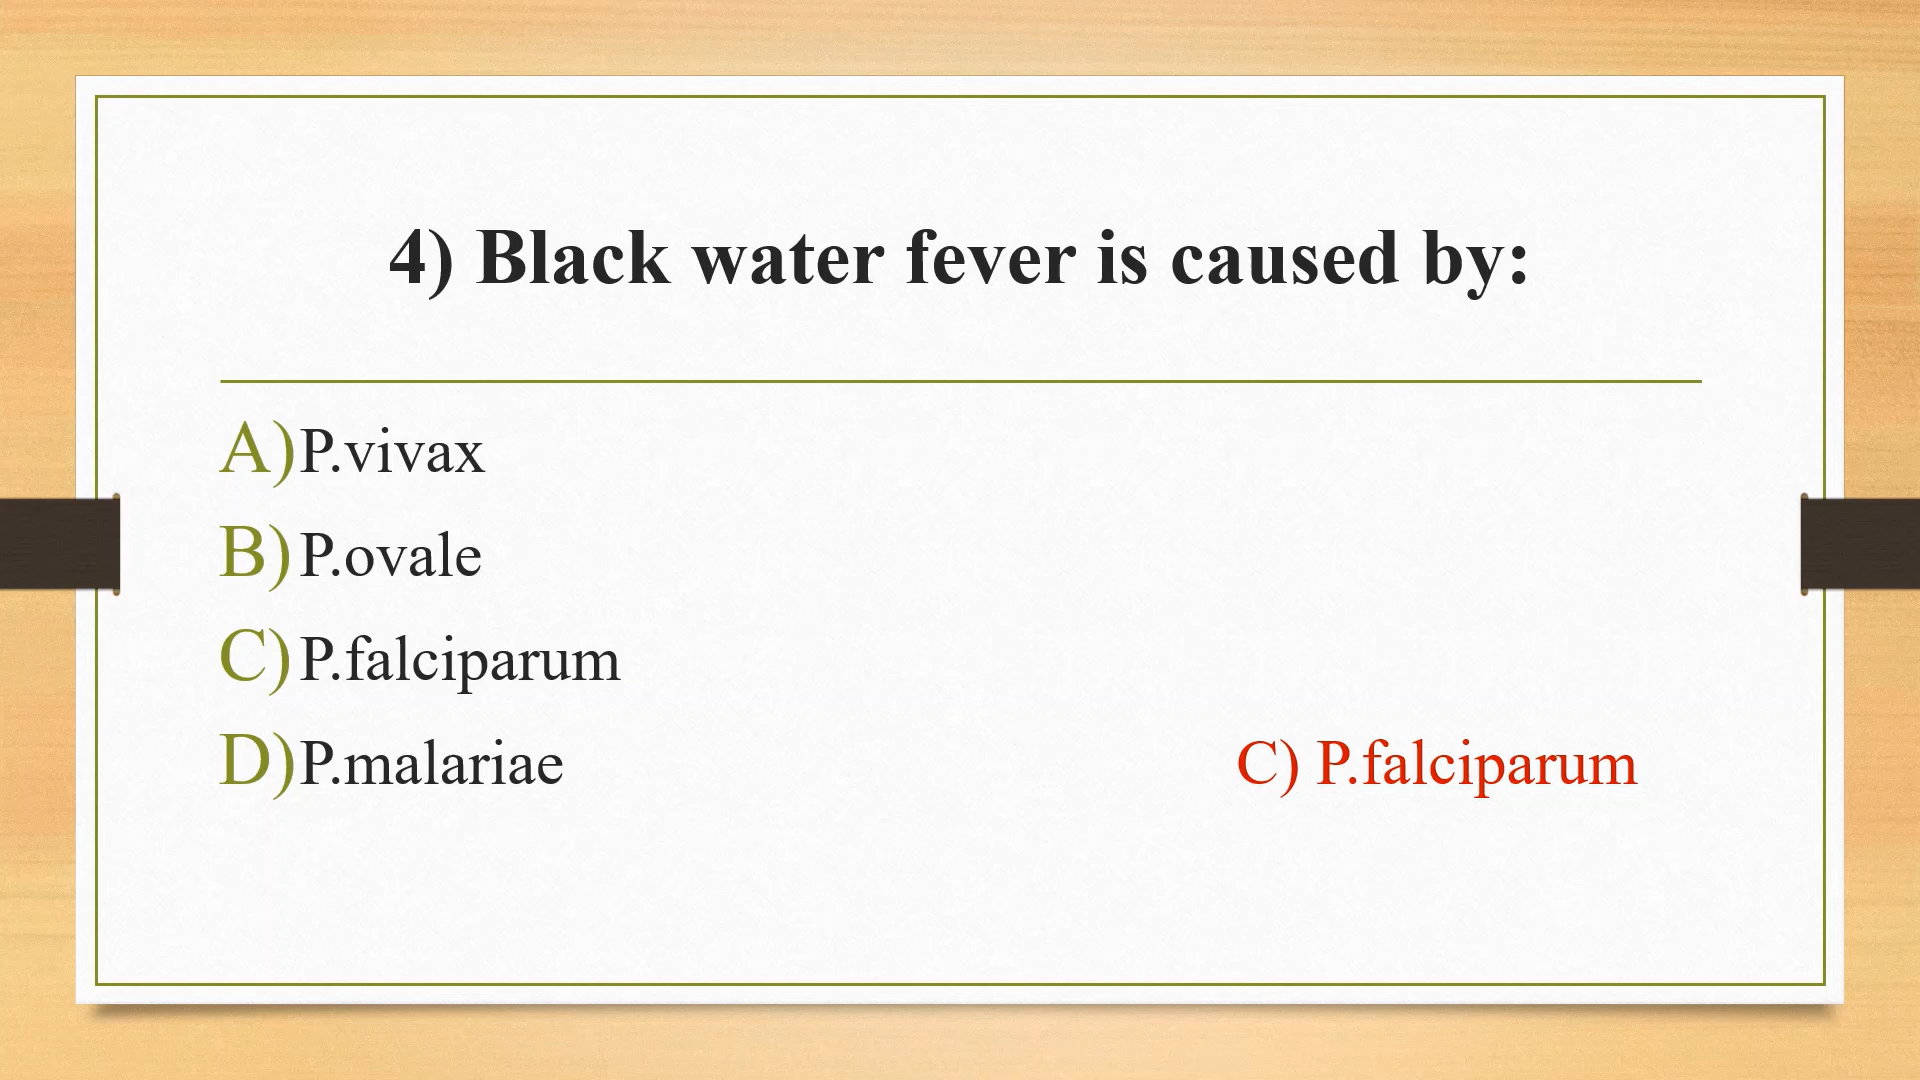 4) Black water fever is caused by:
A)P.vivax
B)P.ovale
C)P.falciparum
D)P.malariae
C) P.falciparum